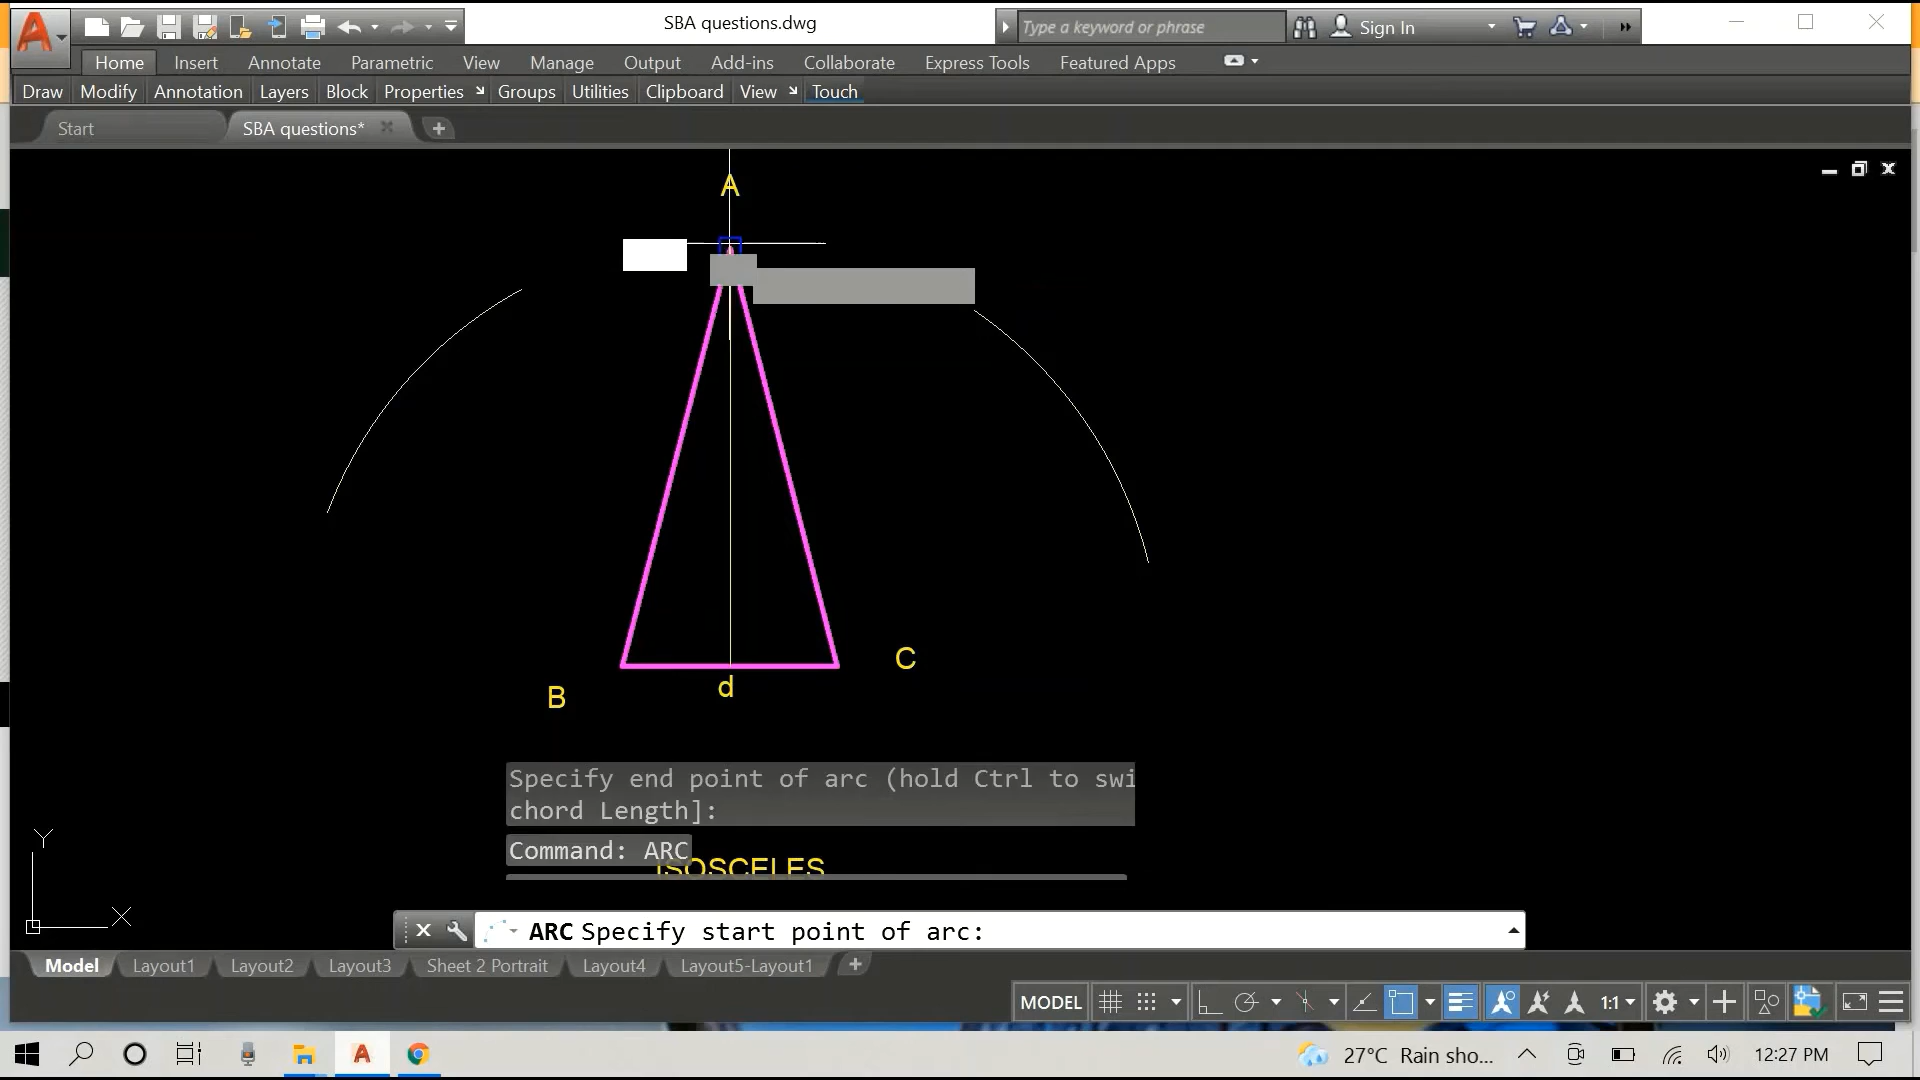 SBA questions.dwg
Type a keyword or phrase
Sign In
Home Insert Annotate Parametric View Manage Output Add-ins Collaborate Express Tools Featured Apps
Draw Modify Annotation Layers Block Properties Groups Utilities Clipboard View Touch
Start SBA questions*
A
C
B
d
Specify end point of arc (hold Ctrl to swi
chord Length]:
Command: ARC
ISOSCELES
Y
X
ARC Specify start point of arc:
Model Layout1 Layout2 Layout3 Sheet 2 Portrait Layout4 Layout5-Layout1
MODEL 1:1
27°C Rain sho... 12:27 PM